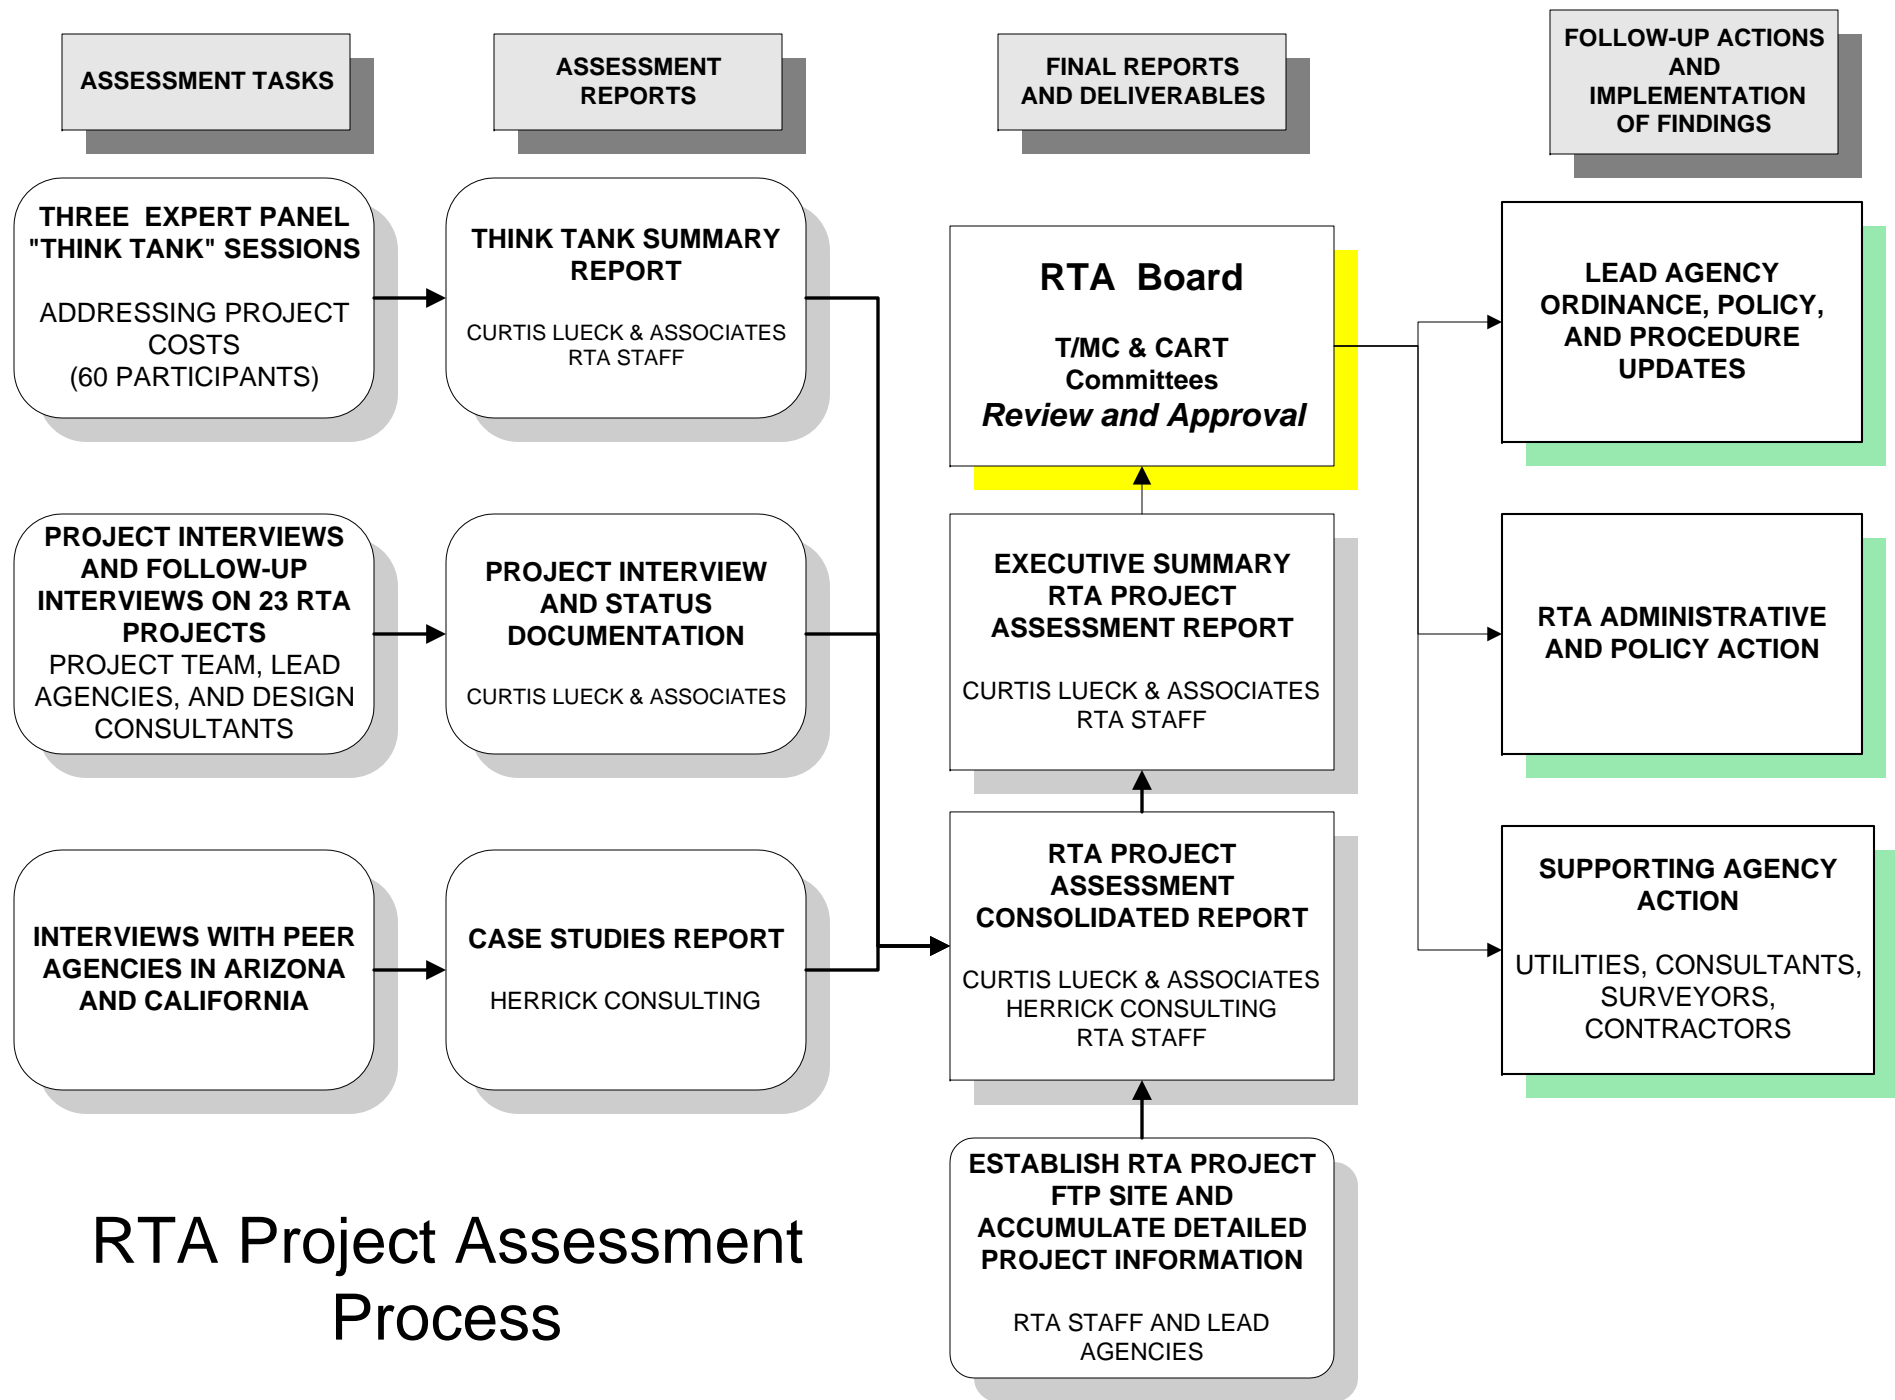 ASSESSMENT TASKS
ASSESSMENT
REPORTS
FINAL REPORTS
AND DELIVERABLES
FOLLOW-UP ACTIONS
AND
IMPLEMENTATION
OF FINDINGS
THREE EXPERT PANEL
"THINK TANK" SESSIONS
ADDRESSING PROJECT
COSTS
(60 PARTICIPANTS)
THINK TANK SUMMARY
REPORT
CURTIS LUECK & ASSOCIATES
RTA STAFF
RTA Board
T/MC & CART
Committees
Review and Approval
LEAD AGENCY
ORDINANCE, POLICY,
AND PROCEDURE
UPDATES
PROJECT INTERVIEWS
AND FOLLOW-UP
INTERVIEWS ON 23 RTA
PROJECTS
PROJECT TEAM, LEAD
AGENCIES, AND DESIGN
CONSULTANTS
PROJECT INTERVIEW
AND STATUS
DOCUMENTATION
CURTIS LUECK & ASSOCIATES
EXECUTIVE SUMMARY
RTA PROJECT
ASSESSMENT REPORT
CURTIS LUECK & ASSOCIATES
RTA STAFF
RTA ADMINISTRATIVE
AND POLICY ACTION
INTERVIEWS WITH PEER
AGENCIES IN ARIZONA
AND CALIFORNIA
CASE STUDIES REPORT
HERRICK CONSULTING
RTA PROJECT
ASSESSMENT
CONSOLIDATED REPORT
CURTIS LUECK & ASSOCIATES
HERRICK CONSULTING
RTA STAFF
SUPPORTING AGENCY
ACTION
UTILITIES, CONSULTANTS,
SURVEYORS,
CONTRACTORS
ESTABLISH RTA PROJECT
FTP SITE AND
ACCUMULATE DETAILED
PROJECT INFORMATION
RTA STAFF AND LEAD
AGENCIES
RTA Project Assessment
Process